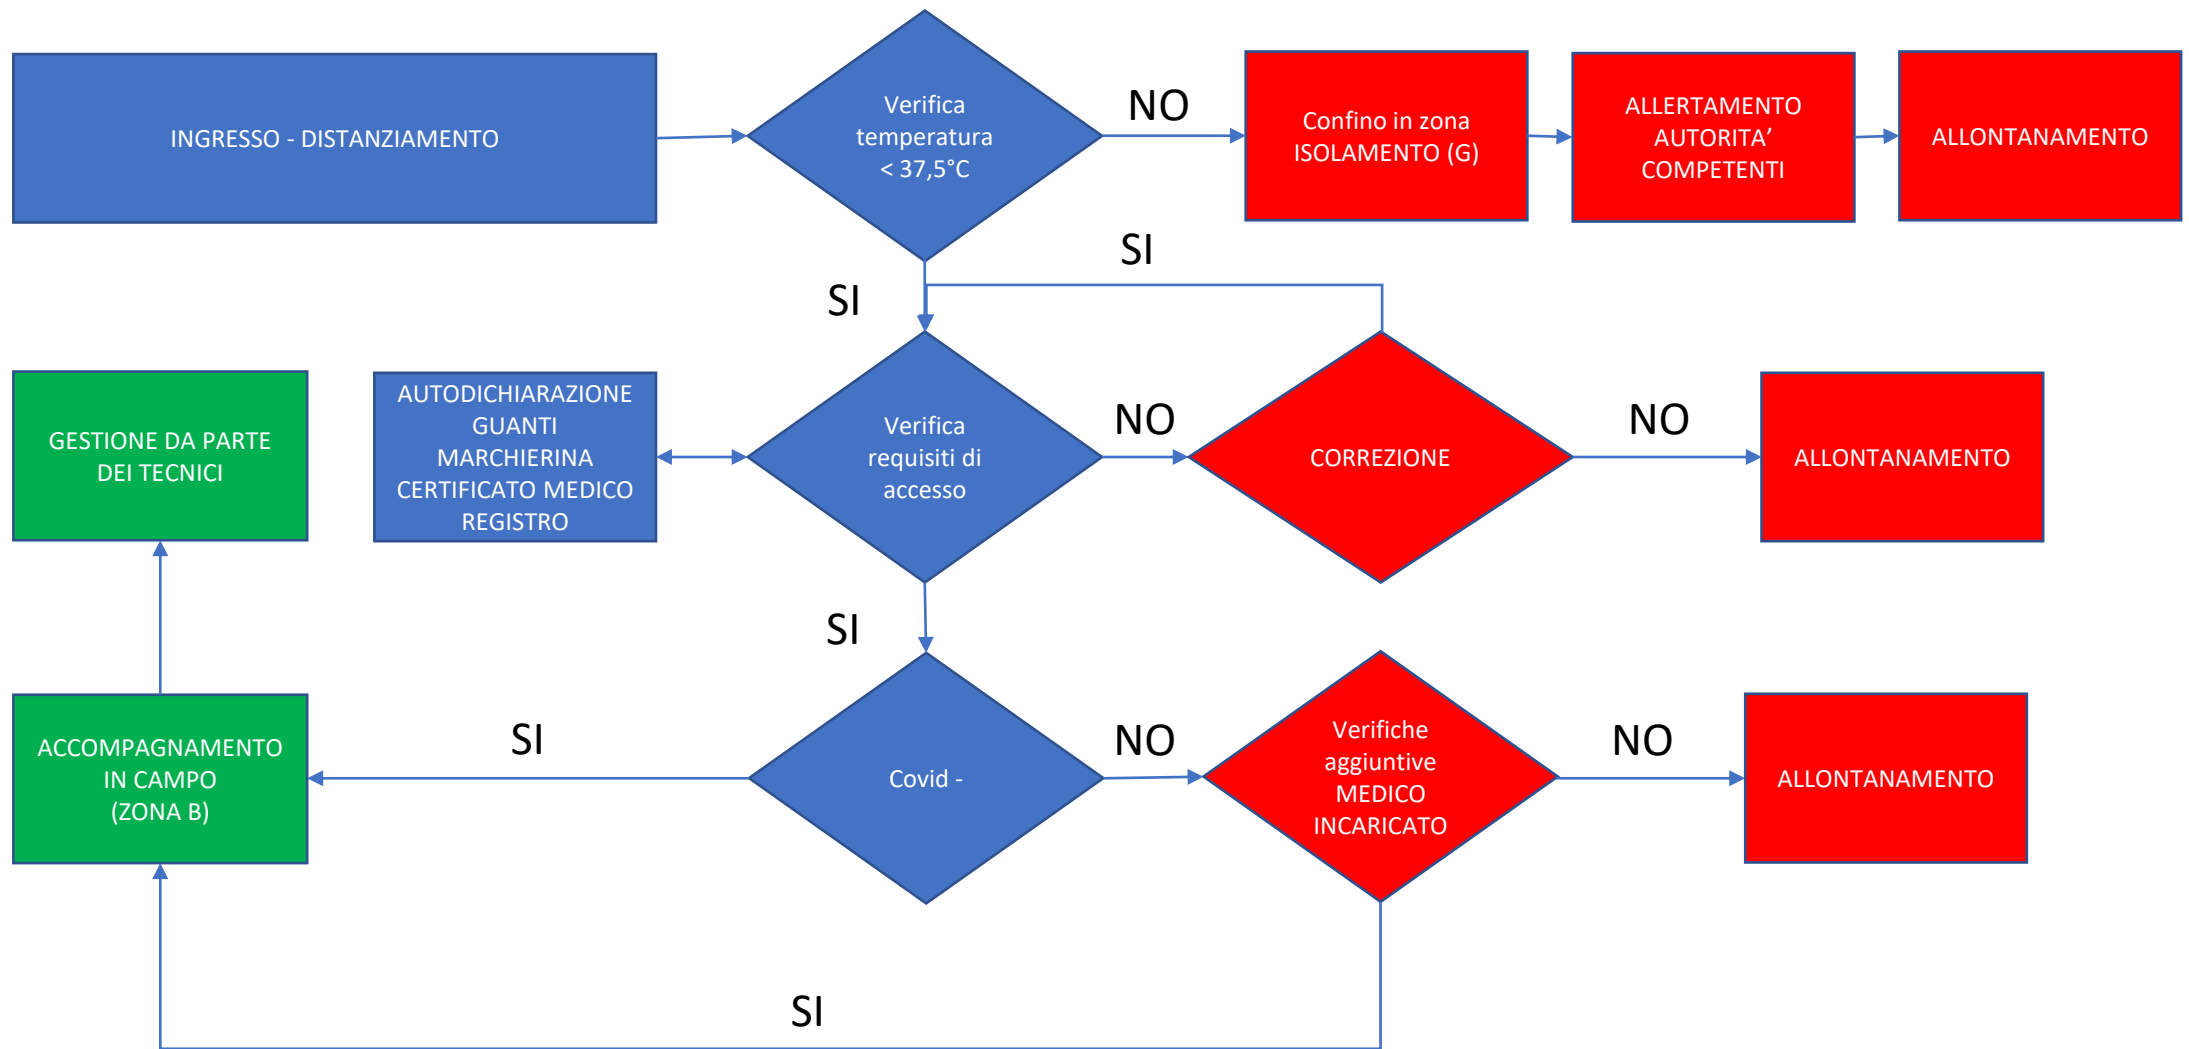 INGRESSO - DISTANZIAMENTO
Verifica
temperatura
< 37,5°C
NO
Confino in zona
ISOLAMENTO (G)
ALLERTAMENTO
AUTORITA’
COMPETENTI
ALLONTANAMENTO
SI
SI
GESTIONE DA PARTE
DEI TECNICI
AUTODICHIARAZIONE
GUANTI
MARCHIERINA
CERTIFICATO MEDICO
REGISTRO
Verifica
requisiti di
accesso
NO
CORREZIONE
NO
ALLONTANAMENTO
SI
ACCOMPAGNAMENTO
IN CAMPO
(ZONA B)
SI
Covid -
NO
Verifiche
aggiuntive
MEDICO
INCARICATO
NO
ALLONTANAMENTO
SI